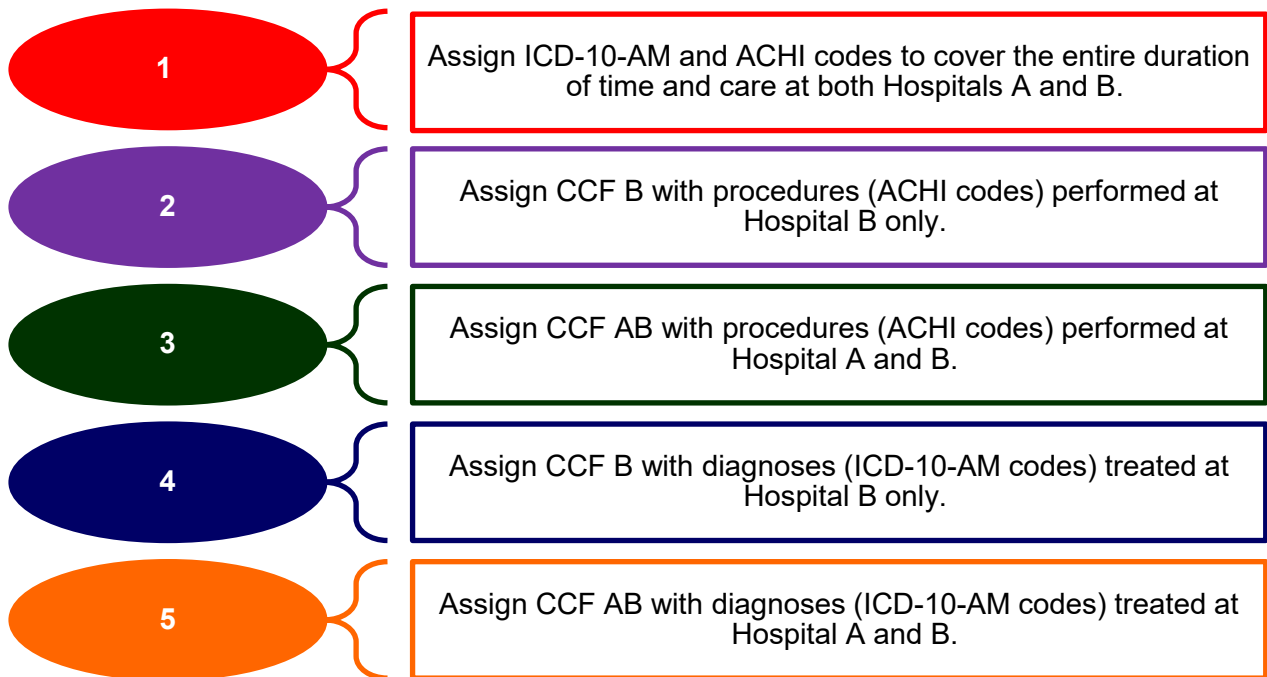 1
Assign ICD-10-AM and ACHI codes to cover the entire duration
of time and care at both Hospitals A and B.
2
Assign CCF B with procedures (ACHI codes) performed at
Hospital B only.
3
Assign CCF AB with procedures (ACHI codes) performed at
Hospital A and B.
4
Assign CCF B with diagnoses (ICD-10-AM codes) treated at
Hospital B only.
5
Assign CCF AB with diagnoses (ICD-10-AM codes) treated at
Hospital A and B.